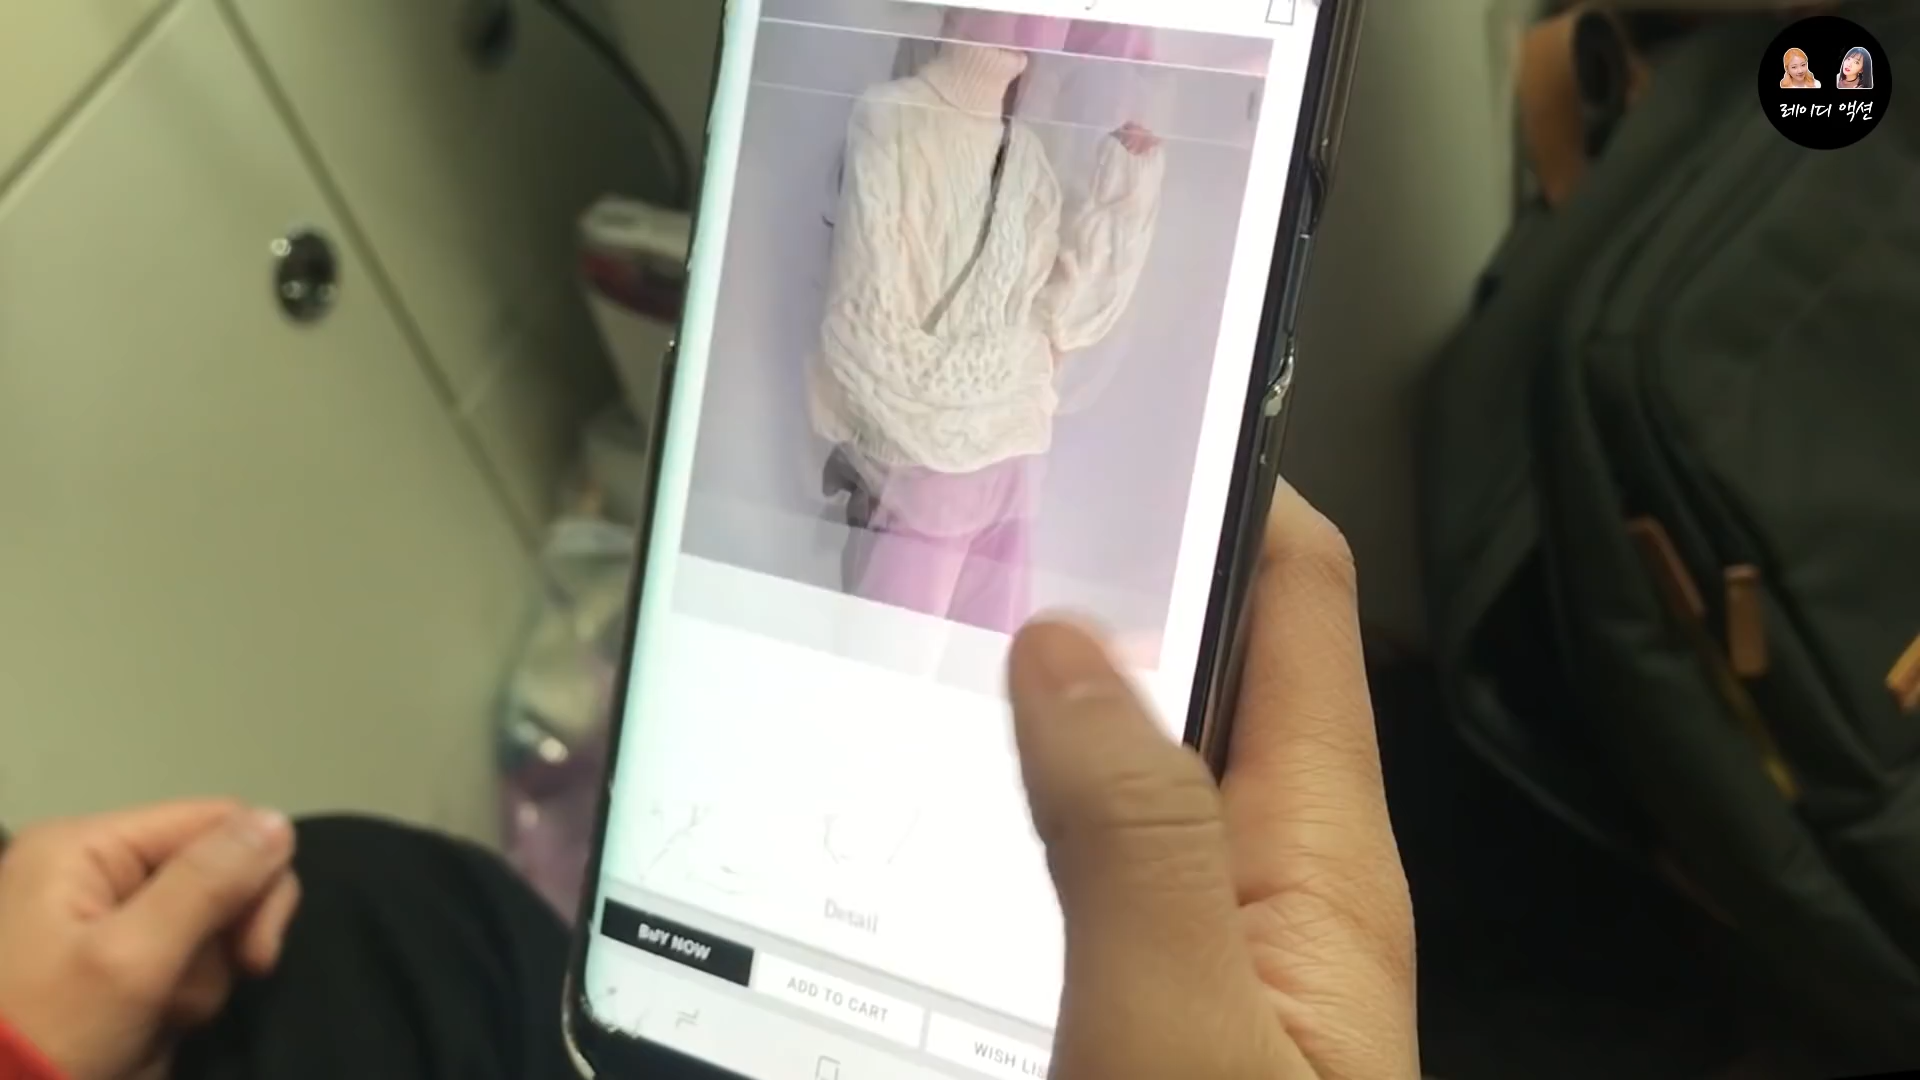 레이디 액션
Detail
BUY NOW
ADD TO CART
WISH LIS